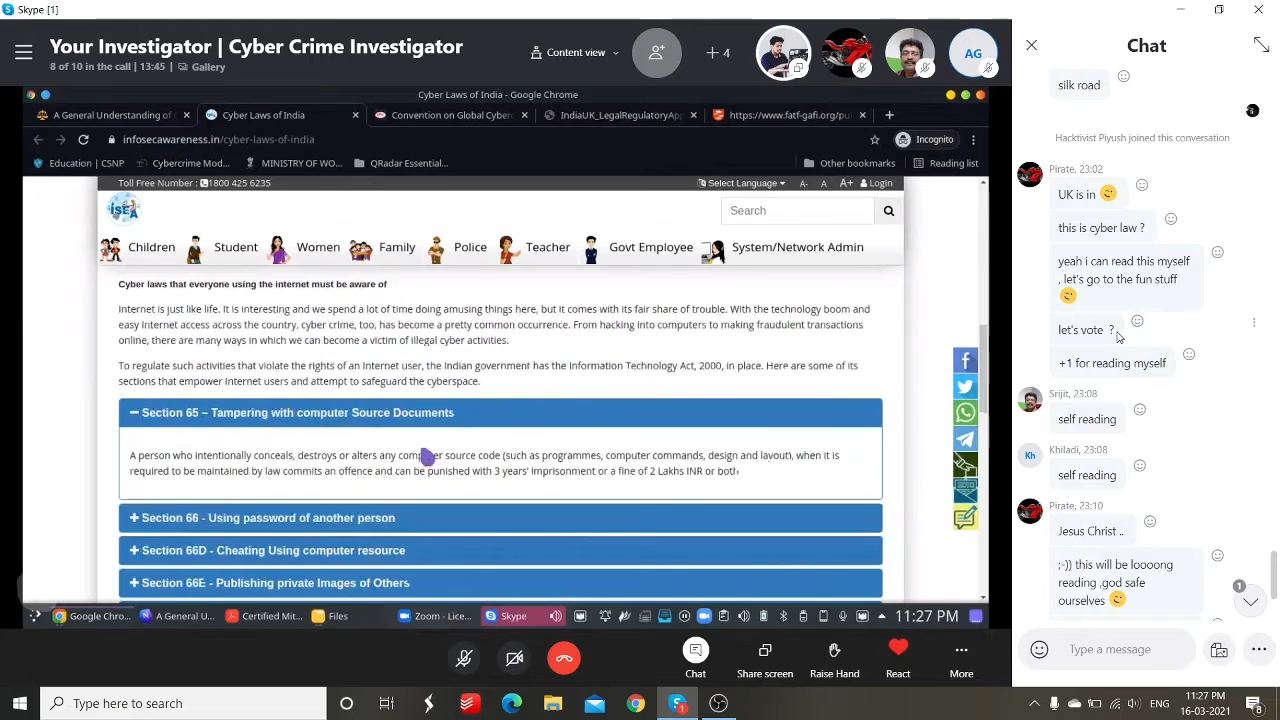 Skype [1]
Your Investigator | Cyber Crime Investigator
8 of 10 in the call | 13:45 | Gallery
Content view
+ 4
AG
Chat
Cyber Laws of India - Google Chrome
A General Understanding of C
Cyber Laws of India
Convention on Global Cyberc
IndiaUK_LegalRegulatoryApp
https://www.fatf-gafi.org/pu
infosecawareness.in/cyber-laws-of-india
Incognito
Education | CSNP
Cybercrime Mod...
MINISTRY OF WO...
QRadar Essential...
Other bookmarks
Reading list
Toll Free Number : 1800 425 6235
Select Language
A-
A
A+
LogIn
ISEA
Search
Children
Student
Women
Family
Police
Teacher
Govt Employee
System/Network Admin
Cyber laws that everyone using the internet must be aware of
Internet is just like life. It is interesting and we spend a lot of time doing amusing things here, but it comes with its fair share of trouble. With the technology boom and
easy Internet access across the country, cyber crime, too, has become a pretty common occurrence. From hacking into computers to making fraudulent transactions
online, there are many ways in which we can become a victim of illegal cyber activities.
To regulate such activities that violate the rights of an Internet user, the Indian government has the Information Technology Act, 2000, in place. Here are some of its
sections that empower Internet users and attempt to safeguard the cyberspace.
Section 65 – Tampering with computer Source Documents
A person who intentionally conceals, destroys or alters any computer source code (such as programmes, computer commands, design and layout), when it is
required to be maintained by law commits an offence and can be punished with 3 years' imprisonment or a fine of 2 Lakhs INR or both
Section 66 - Using password of another person
Section 66D - Cheating Using computer resource
Section 66E - Publishing private Images of Others
Google Chro...
A General U...
Certified Mit...
Files
Zoom - Lice...
Skype
11:27 PM
Chat
Share screen
Raise Hand
React
More
silk road
Hacktivist Piyush joined this conversation
Pirate, 23:02
UK is in
this is cyber law ?
yeah i can read this myself
, let's go to the fun stuff
let's vote ?
+1 for reading myself
Srijit, 23:08
self reading
Kh
Khiladi, 23:08
self reading
Pirate, 23:10
Jesus Christ ..
;-)) this will be loooong
reading ,god safe
ourselves
1
Type a message
Type here to search
1
11:27 PM
16-03-2021
8